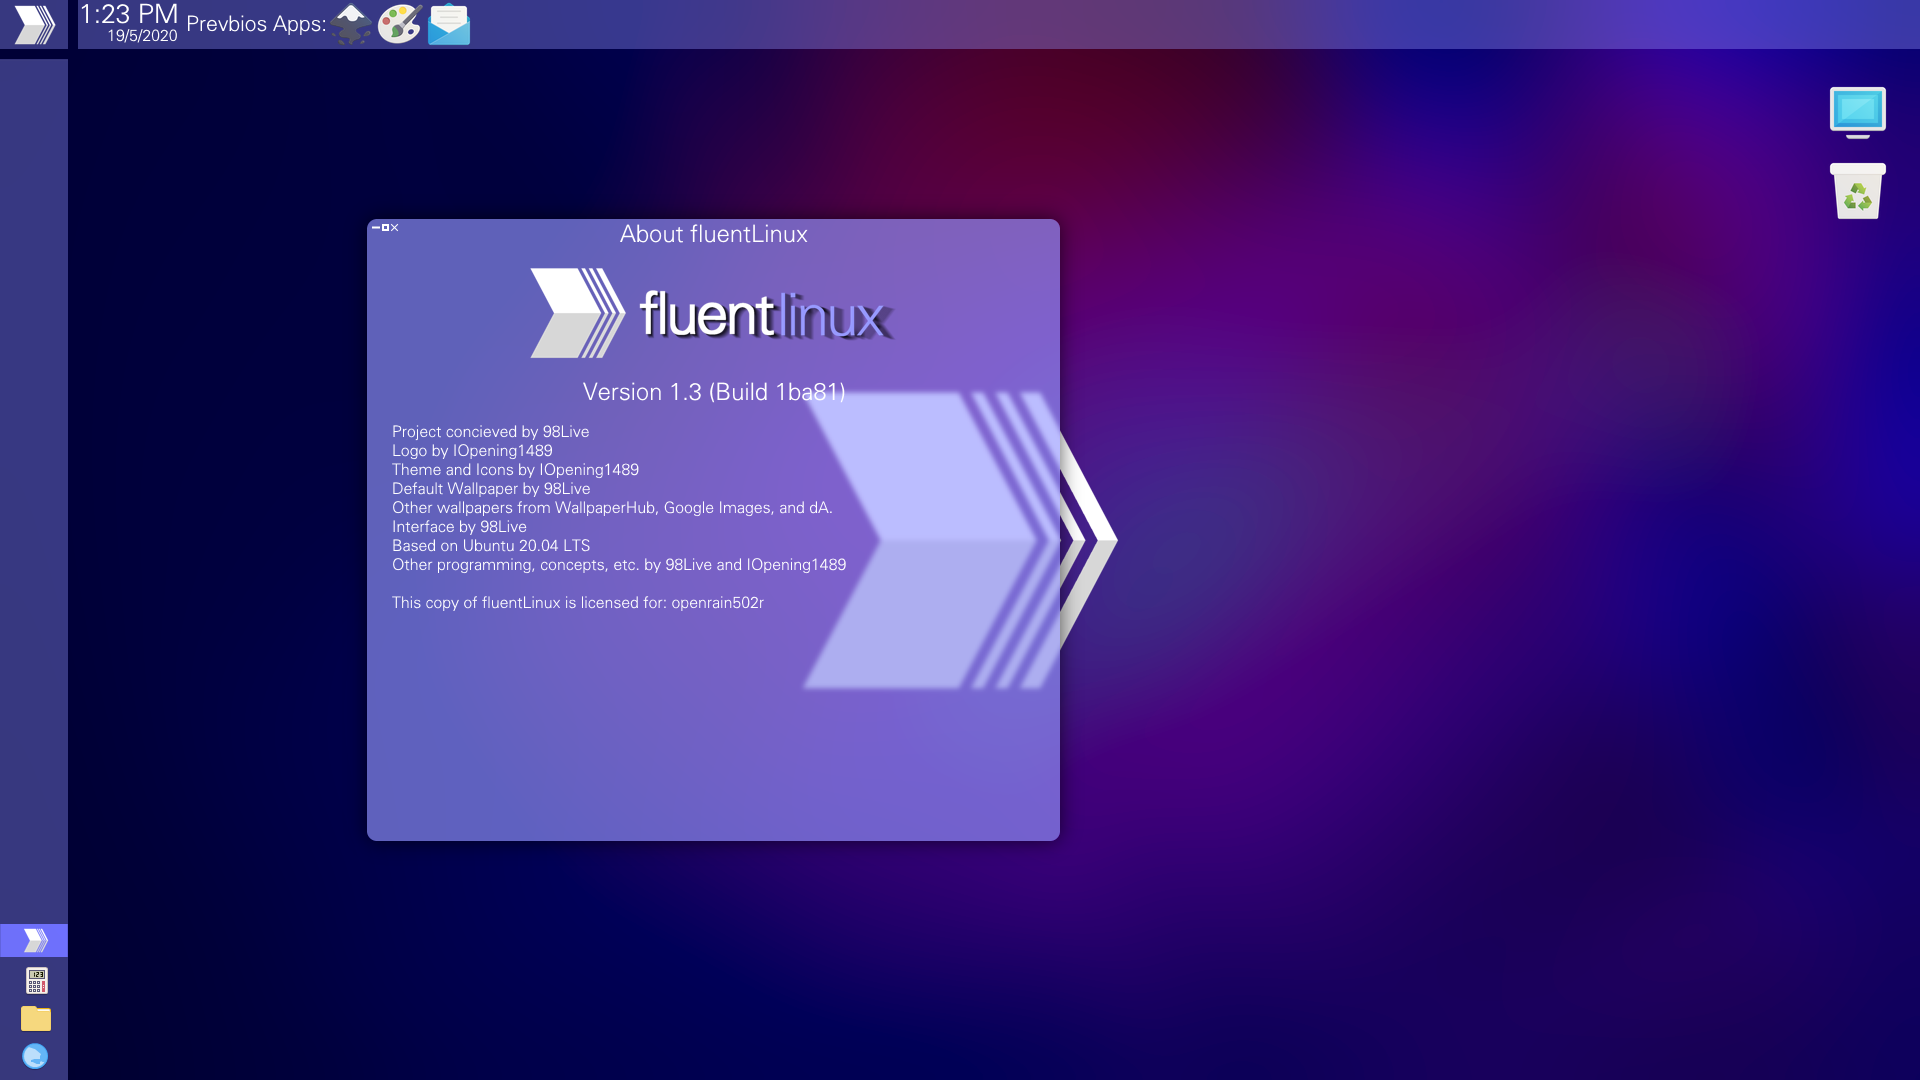 1:23 PM
19/5/2020
Prevbios Apps:
About fluentLinux
fluentlinux
Version 1.3 (Build 1ba81)
Project concieved by 98Live
Logo by IOpening1489
Theme and Icons by IOpening1489
Default Wallpaper by 98Live
Other wallpapers from WallpaperHub, Google Images, and dA.
Interface by 98Live
Based on Ubuntu 20.04 LTS
Other programming, concepts, etc. by 98Live and IOpening1489
This copy of fluentLinux is licensed for: openrain502r
123